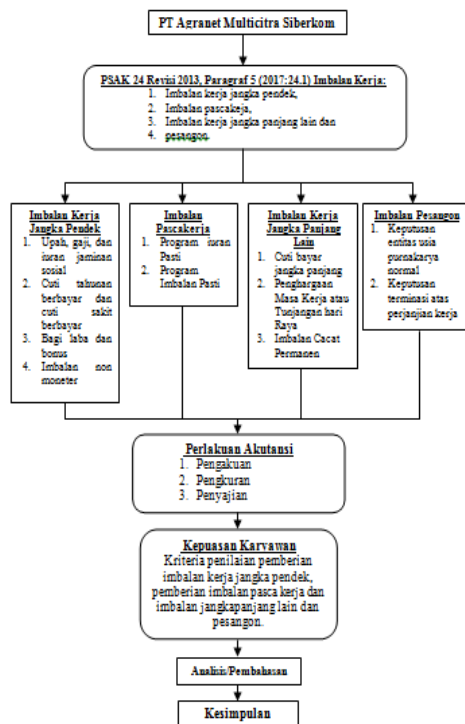 PT Agranet Multicitra Siberkom
PSAK 24 Revisi 2013, Paragraf 5 (2017:24.1) Imbalan Kerja:
1. Imbalan kerja jangka pendek,
2. Imbalan pascakeja,
3. Imbalan kerja jangka panjang lain dan
4. pesangon.
Imbalan Kerja
Jangka Pendek
1. Upah, gaji, dan
iuran jaminan
sosial
2. Cuti tahunan
berbayar dan
cuti sakit
berbayar
3. Bagi laba dan
bonus
4. Imbalan non
moneter
Imbalan
Pascakerja
1. Program iuran
Pasti
2. Program
Imbalan Pasti
Imbalan Kerja
Jangka Panjang
Lain
1. Cuti bayar
jangka panjang
2. Penghargaan
Masa Kerja atau
Tunjangan hari
Raya
3. Imbalan Cacat
Permanen
Imbalan Pesangon
1. Keputusan
entitas usia
purnakarya
normal
2. Keputusan
terminasi atas
perjanjian kerja
Perlakuan Akutansi
1. Pengakuan
2. Pengkuran
3. Penyajian
Kepuasan Karyawan
Kriteria penilaian pemberian
imbalan kerja jangka pendek,
pemberian imbalan pasca kerja dan
imbalan jangkapanjang lain dan
pesangon.
Analisis/Pembahasan
Kesimpulan